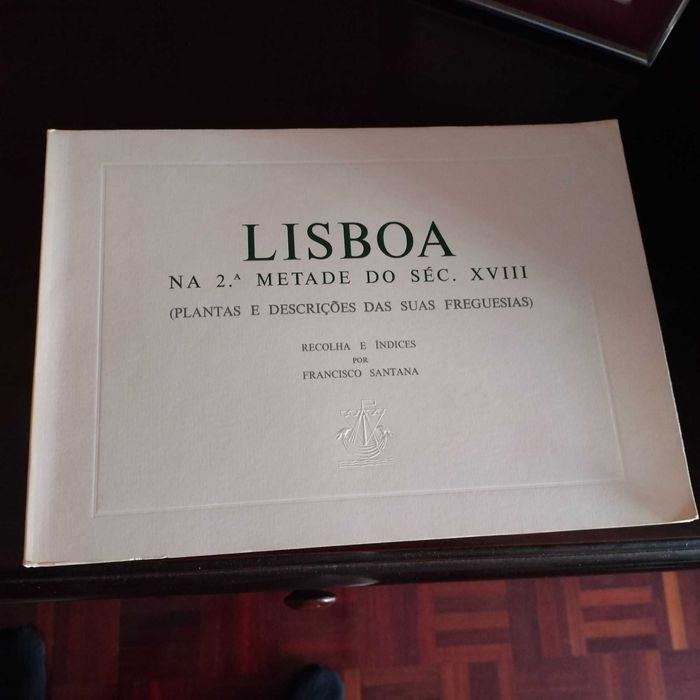 LISBOA
NA 2.ᴬ METADE DO SÉC. XVIII
(PLANTAS E DESCRIÇÕES DAS SUAS FREGUESIAS)
RECOLHA E ÍNDICES
POR
FRANCISCO SANTANA